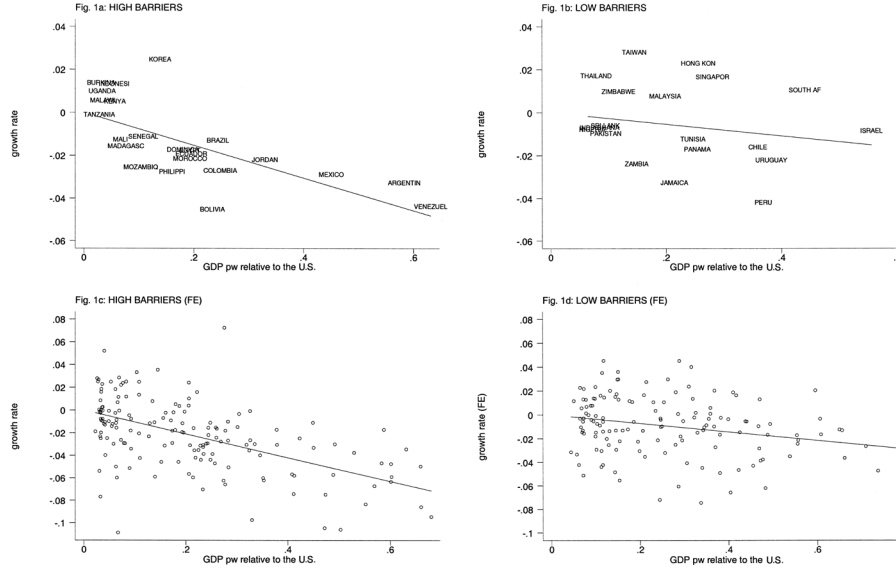 Fig. 1a: HIGH BARRIERS
.04
.02
0
-.02
-.04
-.06
growth rate
KOREA
BURKINA
INDONESI
UGANDA
MALAWI
KENYA
TANZANIA
SENEGAL
MALI
MADAGASC
BRAZIL
DOMINICA
ECUADOR
MOROCCO
JORDAN
MOZAMBIQ
PHILIPPI
COLOMBIA
MEXICO
ARGENTIN
BOLIVIA
VENEZUEL
0 .2 .4 .6
GDP pw relative to the U.S.
Fig. 1b: LOW BARRIERS
.04
.02
0
-.02
-.04
-.06
growth rate
TAIWAN
HONG KON
THAILAND
SINGAPOR
ZIMBABWE
MALAYSIA
SOUTH AF
PAKISTAN
ISRAEL
TUNISIA
PANAMA
CHILE
ZAMBIA
URUGUAY
JAMAICA
PERU
0 .2 .4
GDP pw relative to the U.S.
Fig. 1c: HIGH BARRIERS (FE)
.08
.06
.04
.02
0
-.02
-.04
-.06
-.08
-.1
growth rate
0 .2 .4 .6
GDP pw relative to the U.S.
Fig. 1d: LOW BARRIERS (FE)
.08
.06
.04
.02
0
-.02
-.04
-.06
-.08
-.1
growth rate (FE)
0 .2 .4 .6
GDP pw relative to the U.S.